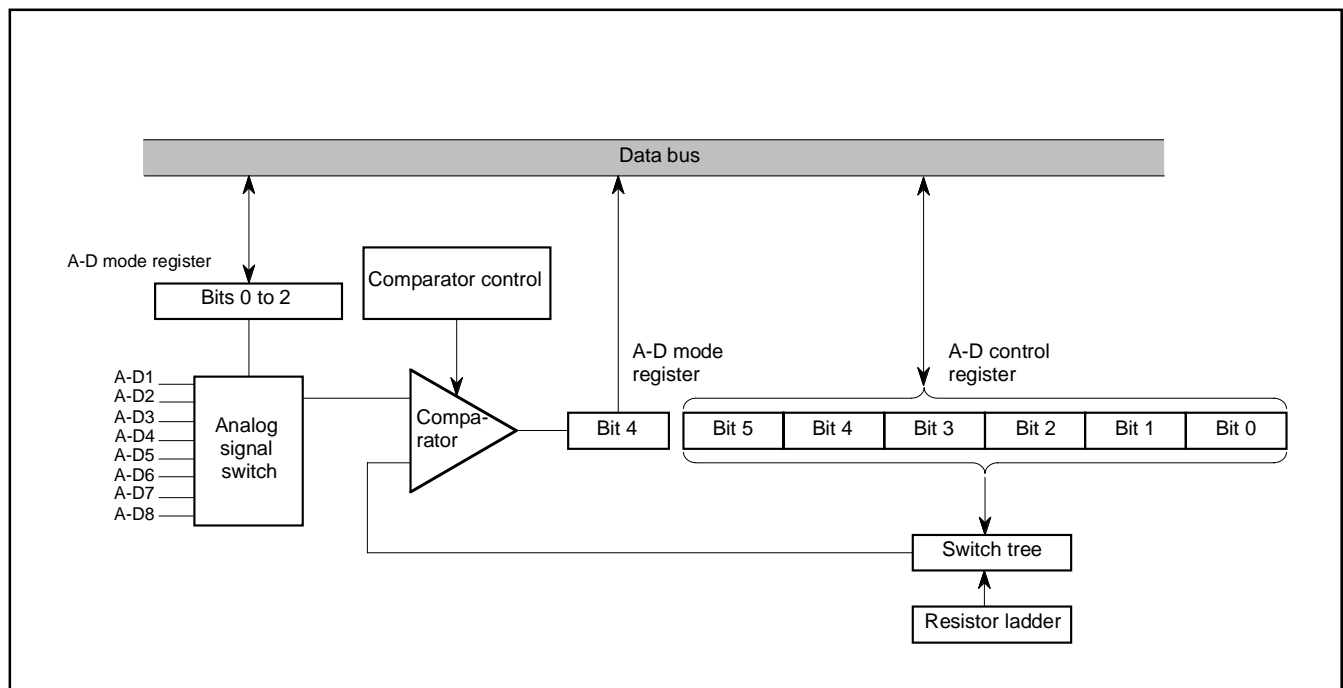 Data bus
A-D mode register
Bits 0 to 2
Comparator control
A-D mode
register
A-D control
register
A-D1
A-D2
A-D3
A-D4
A-D5
A-D6
A-D7
A-D8
Analog
signal
switch
Compa-
rator
Bit 4
Bit 5
Bit 4
Bit 3
Bit 2
Bit 1
Bit 0
Switch tree
Resistor ladder